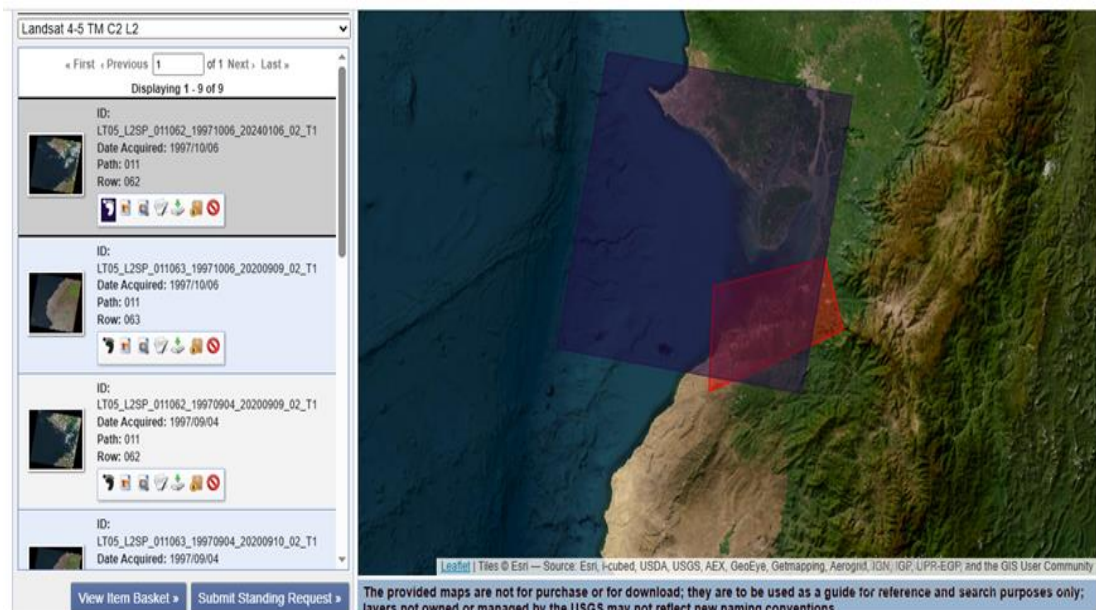 Landsat 4-5 TM C2 L2
« First ‹ Previous 1 of 1 Next › Last »
Displaying 1 - 9 of 9
ID:
LT05_L2SP_011062_19971006_20240106_02_T1
Date Acquired: 1997/10/06
Path: 011
Row: 062
ID:
LT05_L2SP_011063_19971006_20200909_02_T1
Date Acquired: 1997/10/06
Path: 011
Row: 063
ID:
LT05_L2SP_011062_19970904_20200909_02_T1
Date Acquired: 1997/09/04
Path: 011
Row: 062
ID:
LT05_L2SP_011063_19970904_20200910_02_T1
Date Acquired: 1997/09/04
View Item Basket »
Submit Standing Request »
Leaflet | Tiles © Esri — Source: Esri, i-cubed, USDA, USGS, AEX, GeoEye, Getmapping, Aerogrid, IGN, IGP, UPR-EGP, and the GIS User Community
The provided maps are not for purchase or for download; they are to be used as a guide for reference and search purposes only;
layers not owned or managed by the USGS may not reflect new naming conventions.